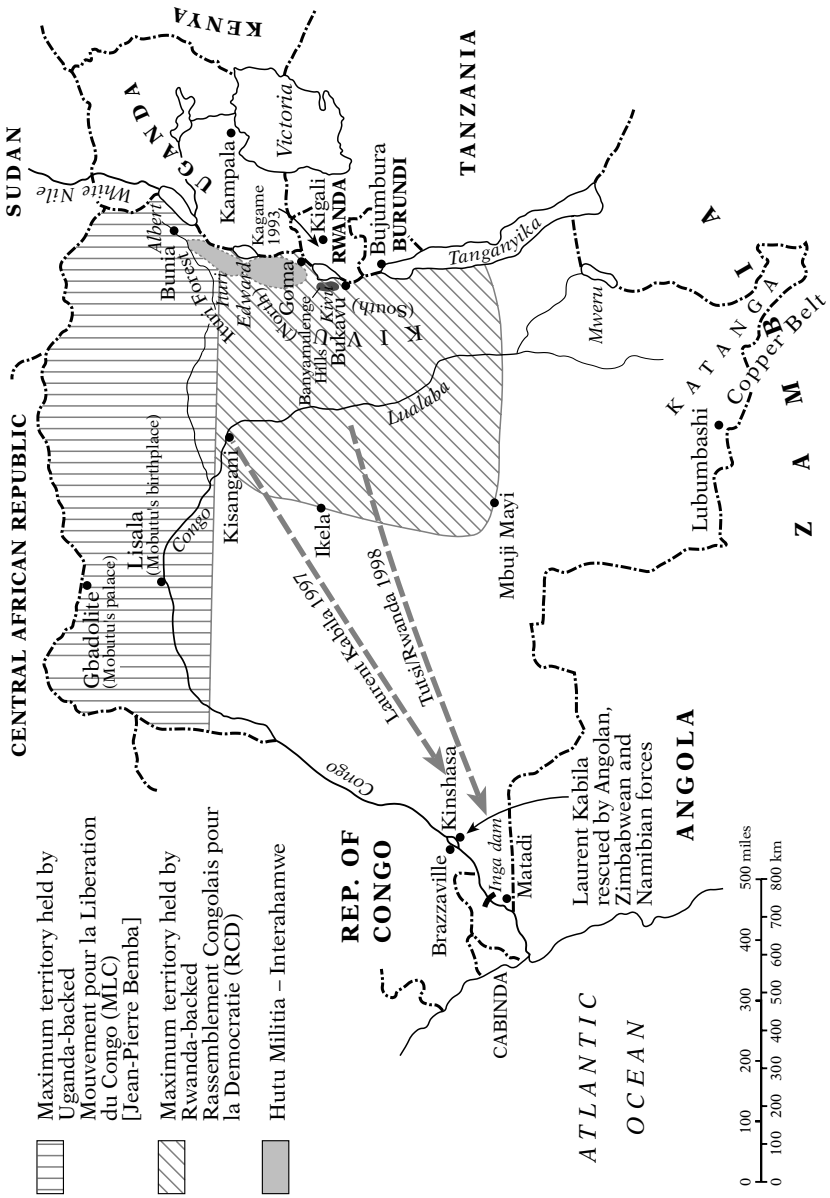 Maximum territory held by
Uganda-backed
Mouvement pour la Liberation
du Congo (MLC)
[Jean-Pierre Bemba]
Maximum territory held by
Rwanda-backed
Rassemblement Congolais pour
la Democratie (RCD)
Hutu Militia – Interahamwe
CENTRAL AFRICAN REPUBLIC
SUDAN
KENYA
UGANDA
White Nile
Albert
Bunia
Kampala
Victoria
Gbadolite
(Mobutu's palace)
Lisala
(Mobutu's birthplace)
Congo
Ituri Forest
Ituri
Edward
(North)
Goma
Kagame
1993
Kigali
RWANDA
Kisangani
Banyamulenge
Hills
Kivu
Bukavu
KIVU
(South)
Bujumbura
BURUNDI
TANZANIA
Tanganyika
Ikela
Lualaba
Laurent Kabila 1997
Tutsi/Rwanda 1998
Mbuji Mayi
Mweru
Congo
REP. OF
CONGO
Brazzaville
Kinshasa
Inga dam
Matadi
CABINDA
Laurent Kabila
rescued by Angolan,
Zimbabwean and
Namibian forces
ANGOLA
KATANGA
Copper Belt
Lubumbashi
ZAMBIA
ATLANTIC
OCEAN
0 100 200 300 400 500 miles
0 100 200 300 400 500 600 700 800 km